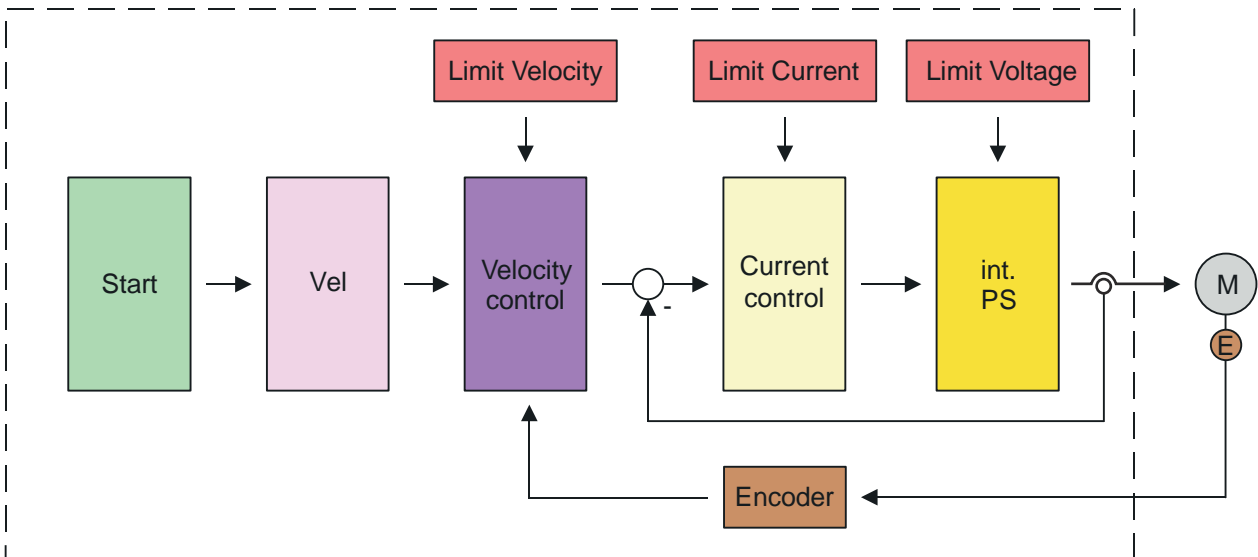 Limit Velocity
Limit Current
Limit Voltage
Start
Vel
Velocity
control
-
Current
control
int.
PS
M
E
Encoder